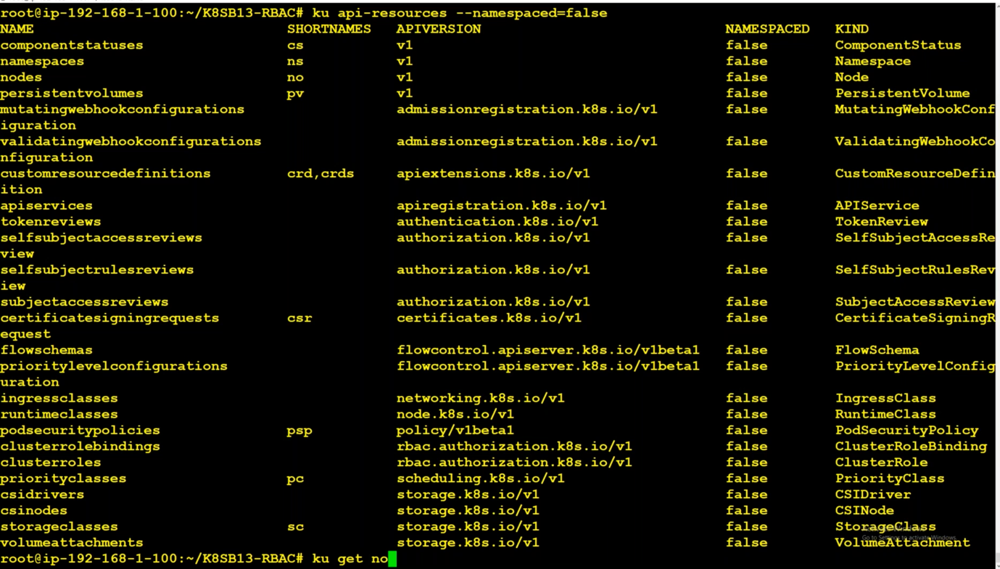 root@ip-192-168-1-100:~/K8SB13-RBAC# ku api-resources --namespaced=false
NAME SHORTNAMES APIVERSION NAMESPACED KIND
componentstatuses cs v1 false ComponentStatus
namespaces ns v1 false Namespace
nodes no v1 false Node
persistentvolumes pv v1 false PersistentVolume
mutatingwebhookconfigurations admissionregistration.k8s.io/v1 false MutatingWebhookConf
iguration
validatingwebhookconfigurations admissionregistration.k8s.io/v1 false ValidatingWebhookCo
nfiguration
customresourcedefinitions crd,crds apiextensions.k8s.io/v1 false CustomResourceDefin
ition
apiservices apiregistration.k8s.io/v1 false APIService
tokenreviews authentication.k8s.io/v1 false TokenReview
selfsubjectaccessreviews authorization.k8s.io/v1 false SelfSubjectAccessRe
view
selfsubjectrulesreviews authorization.k8s.io/v1 false SelfSubjectRulesRev
iew
subjectaccessreviews authorization.k8s.io/v1 false SubjectAccessReview
certificatesigningrequests csr certificates.k8s.io/v1 false CertificateSigningR
equest
flowschemas flowcontrol.apiserver.k8s.io/v1beta1 false FlowSchema
prioritylevelconfigurations flowcontrol.apiserver.k8s.io/v1beta1 false PriorityLevelConfig
uration
ingressclasses networking.k8s.io/v1 false IngressClass
runtimeclasses node.k8s.io/v1 false RuntimeClass
podsecuritypolicies psp policy/v1beta1 false PodSecurityPolicy
clusterrolebindings rbac.authorization.k8s.io/v1 false ClusterRoleBinding
clusterroles rbac.authorization.k8s.io/v1 false ClusterRole
priorityclasses pc scheduling.k8s.io/v1 false PriorityClass
csidrivers storage.k8s.io/v1 false CSIDriver
csinodes storage.k8s.io/v1 false CSINode
storageclasses sc storage.k8s.io/v1 false StorageClass
Go to Settings to activate Windows.
volumeattachments storage.k8s.io/v1 false VolumeAttachment
root@ip-192-168-1-100:~/K8SB13-RBAC# ku get no